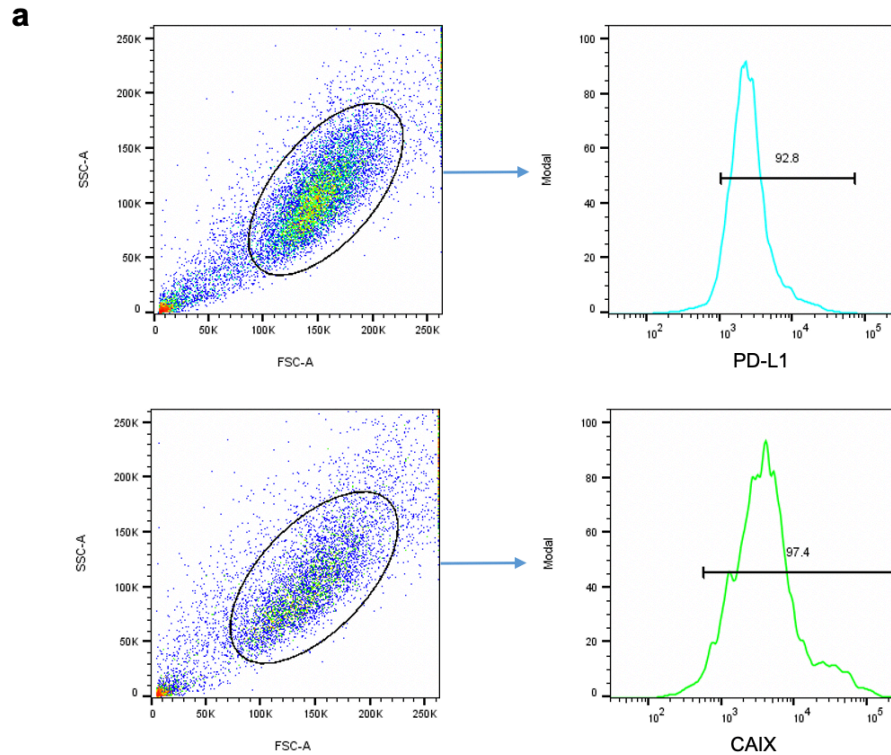 a
250K
200K
150K
100K
50K
0
SSC-A
0 50K 100K 150K 200K 250K
FSC-A
100
80
60
40
20
0
Modal
92.8
10² 10³ 10⁴ 10⁵
PD-L1
250K
200K
150K
100K
50K
0
SSC-A
0 50K 100K 150K 200K 250K
FSC-A
100
80
60
40
20
0
Modal
97.4
10² 10³ 10⁴ 10⁵
CAIX